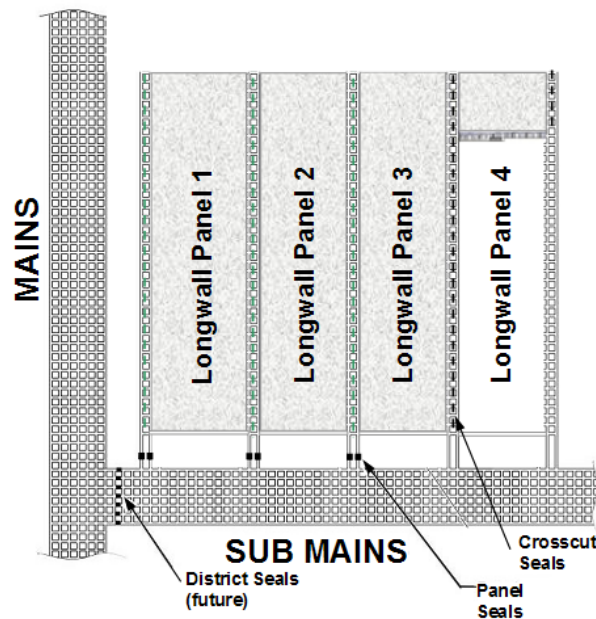 MAINS
Longwall Panel 1
Longwall Panel 2
Longwall Panel 3
Longwall Panel 4
SUB MAINS
District Seals
(future)
Panel
Seals
Crosscut
Seals